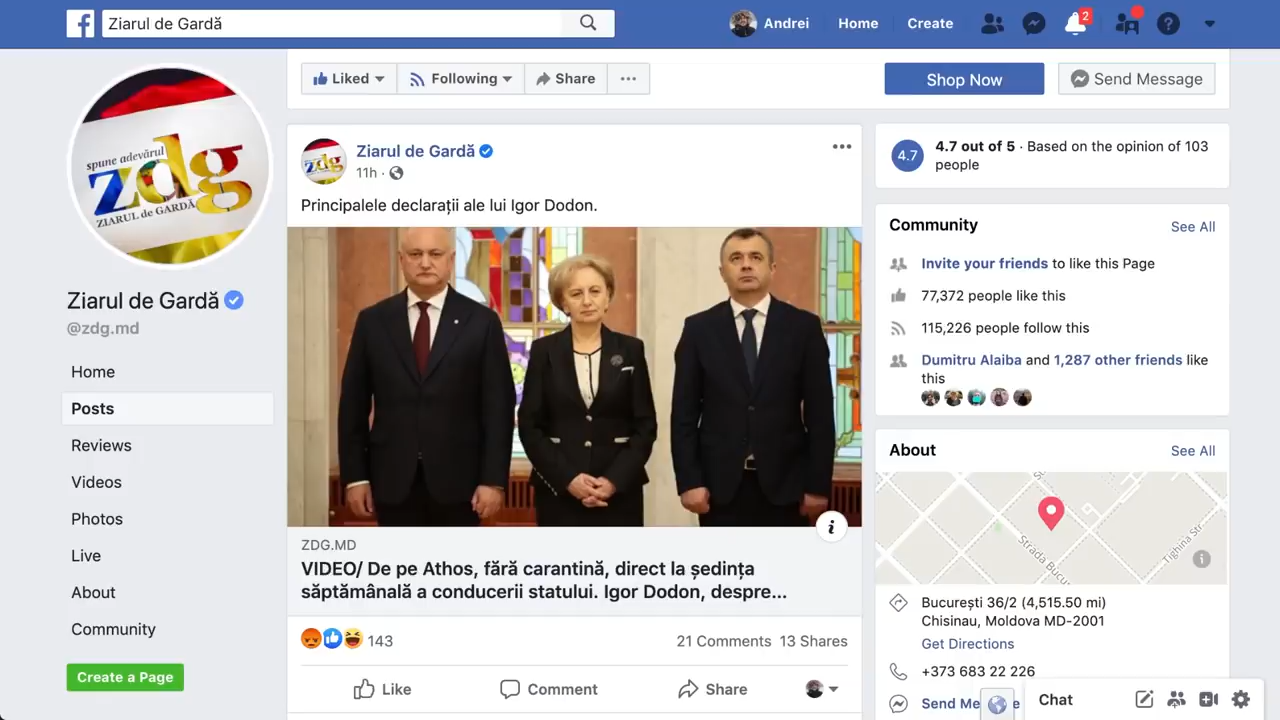 Ziarul de Gardă
Andrei
Home
Create
2
spune adevărul
zdg
ZIARUL de GARDĂ
Ziarul de Gardă
@zdg.md
Home
Posts
Reviews
Videos
Photos
Live
About
Community
Create a Page
Liked
Following
Share
Shop Now
Send Message
Ziarul de Gardă
11h ·
Principalele declarații ale lui Igor Dodon.
ZDG.MD
VIDEO/ De pe Athos, fără carantină, direct la ședința
săptămânală a conducerii statului. Igor Dodon, despre...
143
21 Comments 13 Shares
Like
Comment
Share
4.7
4.7 out of 5 · Based on the opinion of 103
people
Community
See All
Invite your friends to like this Page
77,372 people like this
115,226 people follow this
Dumitru Alaiba and 1,287 other friends like
this
About
See All
Strada Bucu
Tighina Str.
București 36/2 (4,515.50 mi)
Chisinau, Moldova MD-2001
Get Directions
+373 683 22 226
Send Me
Chat